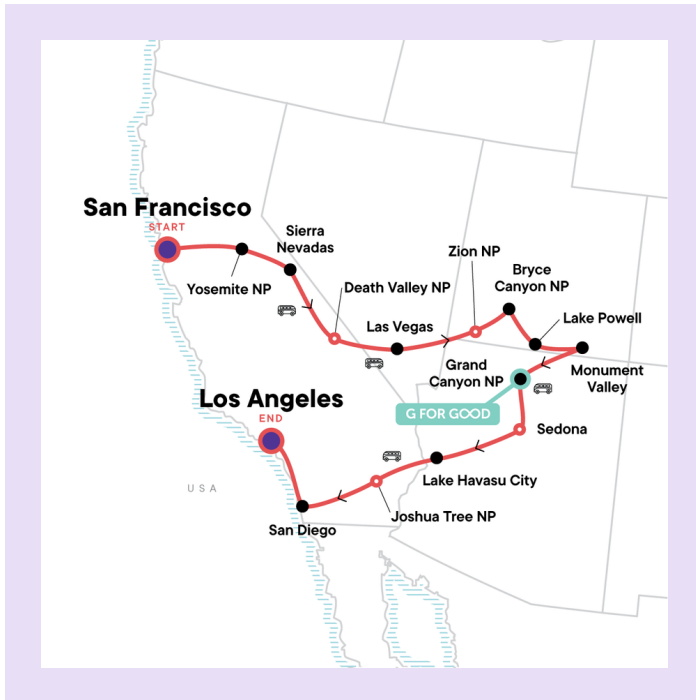 San Francisco
START
Sierra
Nevadas
Yosemite NP
Death Valley NP
Las Vegas
Zion NP
Bryce
Canyon NP
Lake Powell
Monument
Valley
Grand
Canyon NP
G FOR GOOD
Sedona
Lake Havasu City
Joshua Tree NP
San Diego
Los Angeles
END
USA